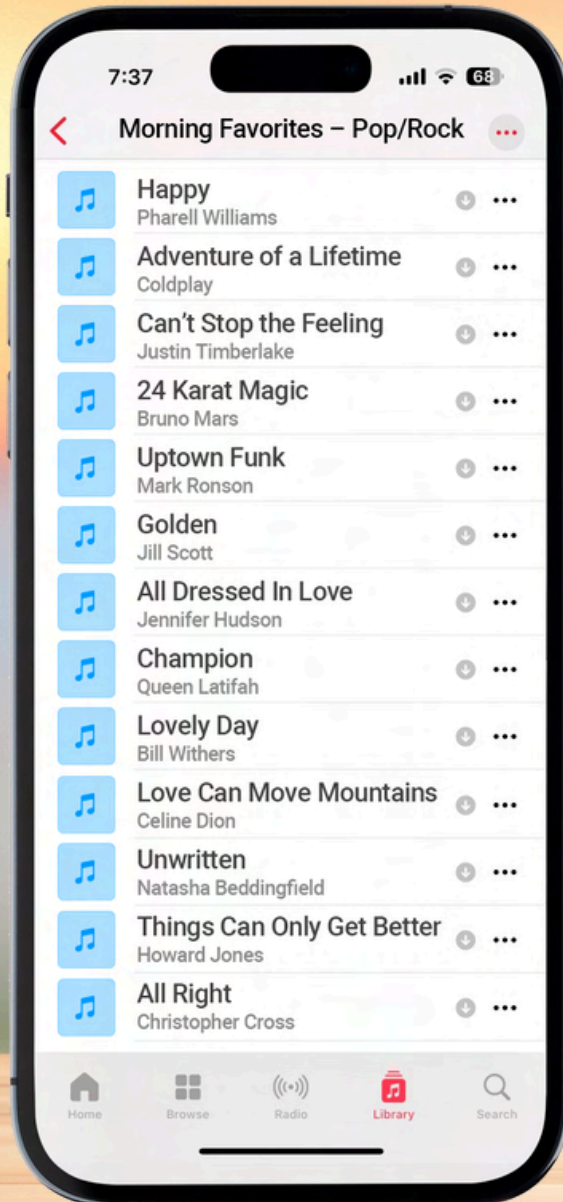 7:37
68
Morning Favorites – Pop/Rock
Happy
Pharell Williams
Adventure of a Lifetime
Coldplay
Can’t Stop the Feeling
Justin Timberlake
24 Karat Magic
Bruno Mars
Uptown Funk
Mark Ronson
Golden
Jill Scott
All Dressed In Love
Jennifer Hudson
Champion
Queen Latifah
Lovely Day
Bill Withers
Love Can Move Mountains
Celine Dion
Unwritten
Natasha Beddingfield
Things Can Only Get Better
Howard Jones
All Right
Christopher Cross
Home Browse Radio Library Search